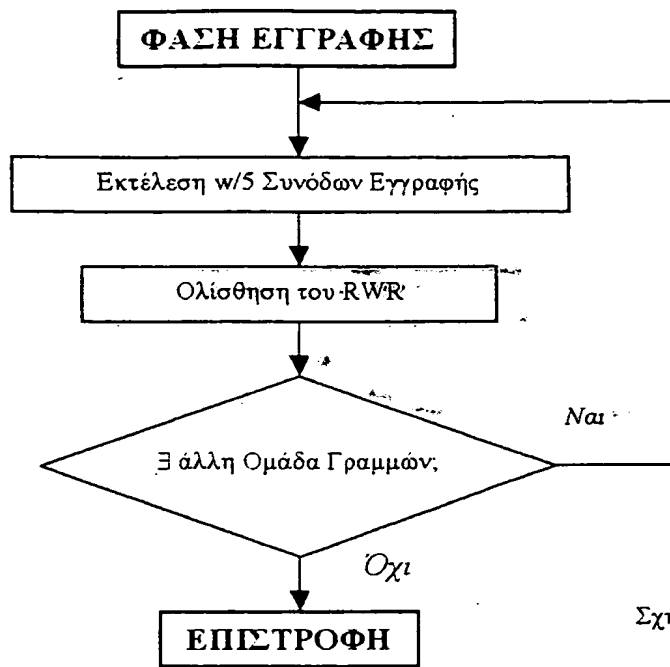 ΦΑΣΗ ΕΓΓΡΑΦΗΣ
Εκτέλεση w/5 Συνόδων Εγγραφής
Ολίσθηση του RWR
∃ άλλη Ομάδα Γραμμών;
Ναι
Όχι
ΕΠΙΣΤΡΟΦΗ